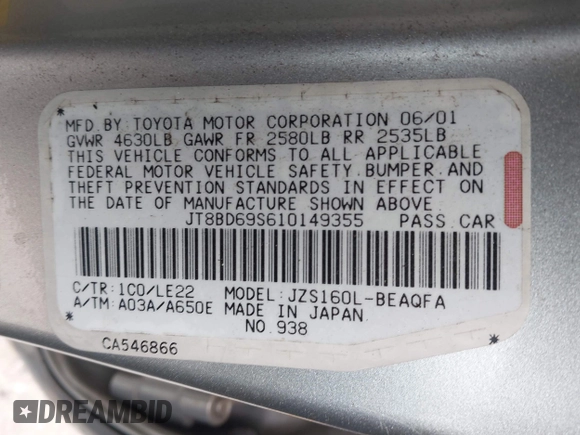 MFD. BY TOYOTA MOTOR CORPORATION 06/01
GVWR 4630LB GAWR FR 2580LB RR 2535LB
THIS VEHICLE CONFORMS TO ALL APPLICABLE
FEDERAL MOTOR VEHICLE SAFETY, BUMPER, AND
THEFT PREVENTION STANDARDS IN EFFECT ON
THE DATE OF MANUFACTURE SHOWN ABOVE.
JT8BD69S610149355 PASS. CAR
C/TR: 1C0/LE22 MODEL: JZS160L-BEAQFA
A/TM: A03A/A650E MADE IN JAPAN
NO. 938
CA546866
DREAMBID